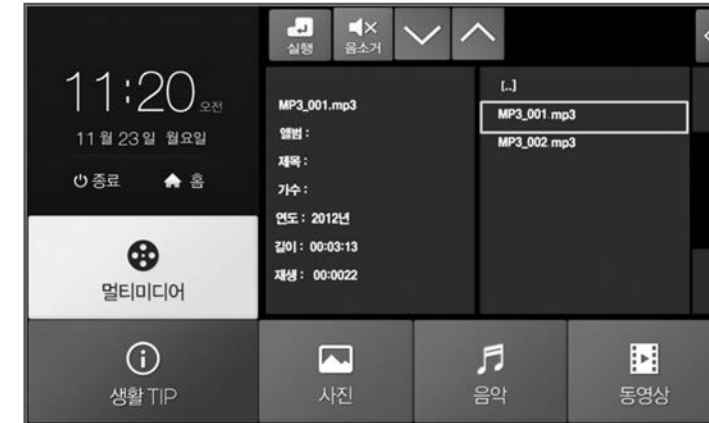 11:20 오전
11월 23일 월요일
종료 홈
멀티미디어
생활 TIP
실행 음소거
MP3_001.mp3
앨범 :
제목 :
가수 :
연도 : 2012년
길이 : 00:03:13
재생 : 00:0022
[..]
MP3_001.mp3
MP3_002.mp3
사진
음악
동영상